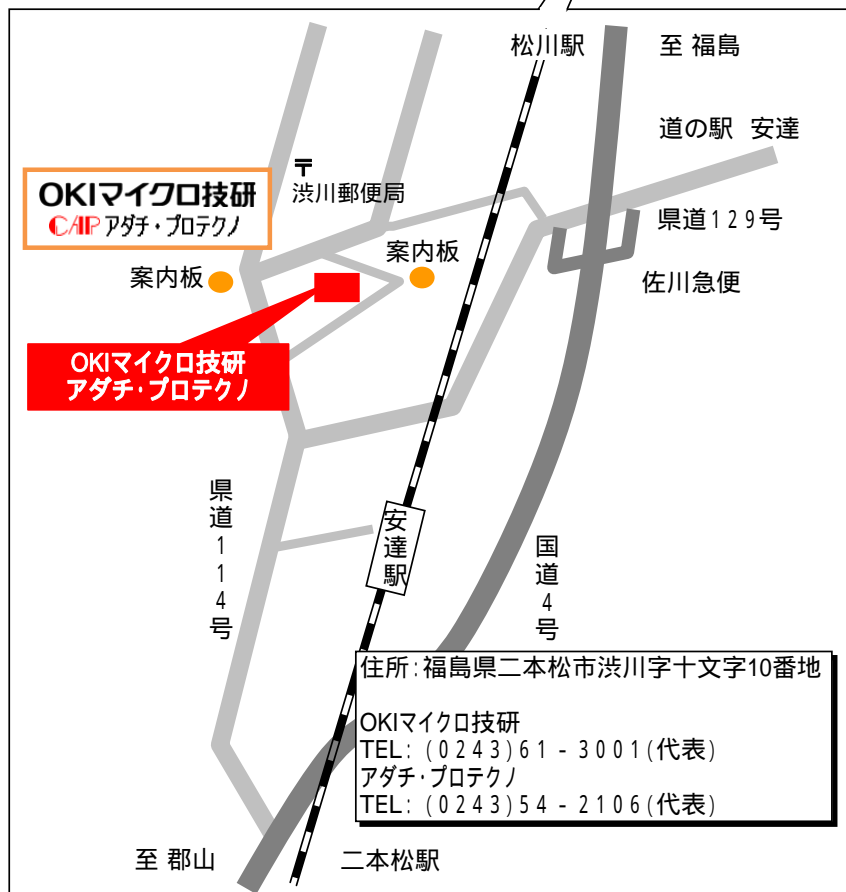 松川駅
至 福島
道の駅 安達
〒
渋川郵便局
OKIマイクロ技研
CAP アダチ・プロテクノ
県道129号
案内板
案内板
佐川急便
OKIマイクロ技研
アダチ・プロテクノ
県道114号
安達駅
国道4号
住所:福島県二本松市渋川字十文字10番地
OKIマイクロ技研
TEL:(0243)61-3001(代表)
アダチ・プロテクノ
TEL:(0243)54-2106(代表)
至 郡山
二本松駅